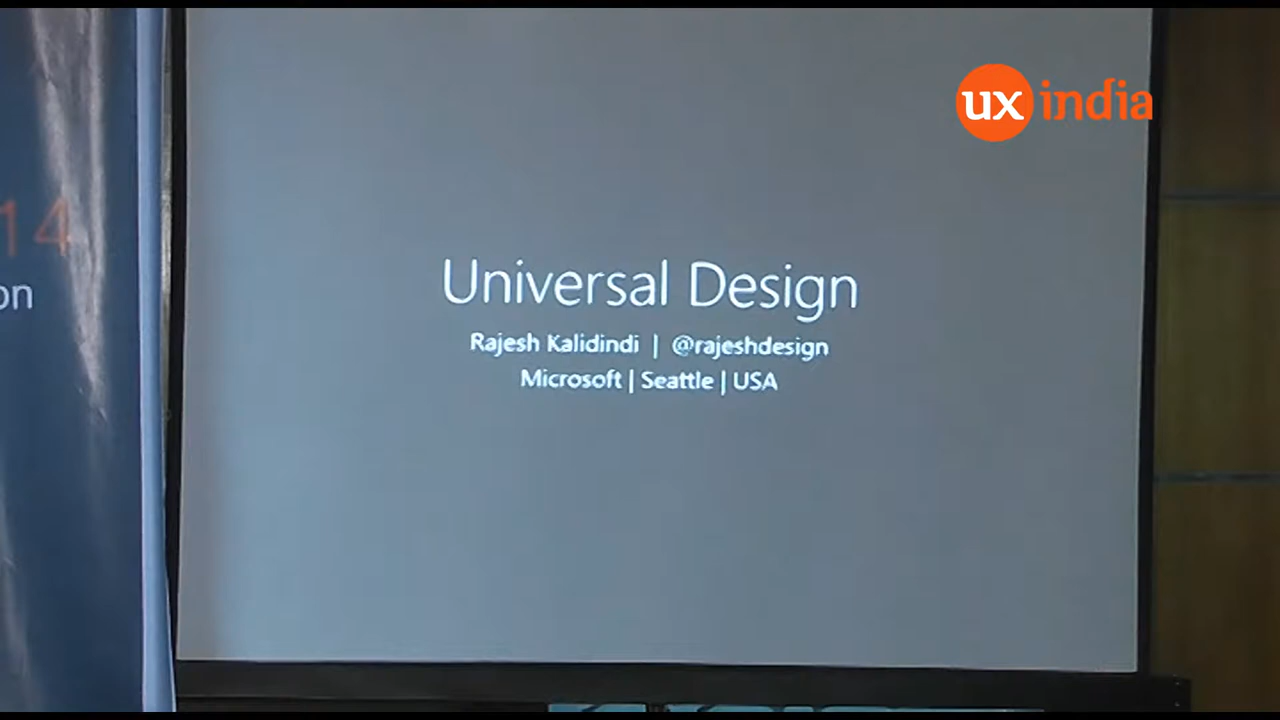 ux india
14
on
Universal Design
Rajesh Kalidindi | @rajeshdesign
Microsoft | Seattle | USA